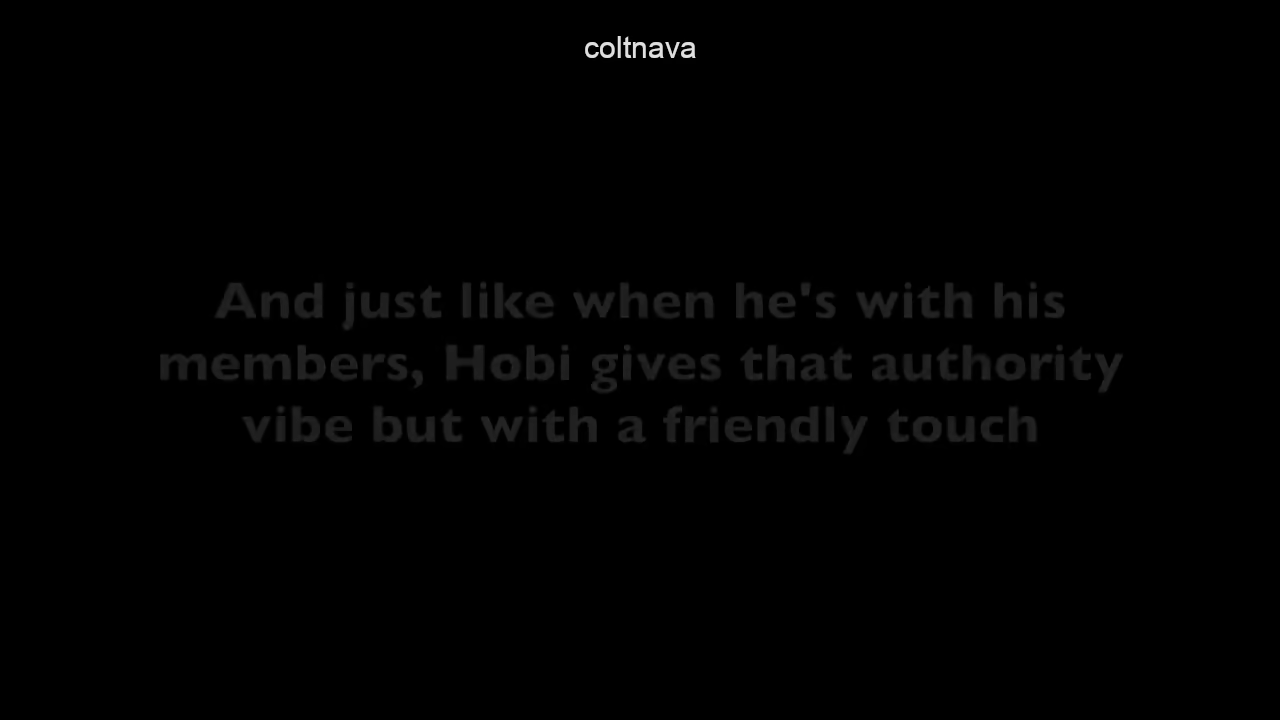 coltnava
And just like when he's with his
members, Hobi gives that authority
vibe but with a friendly touch